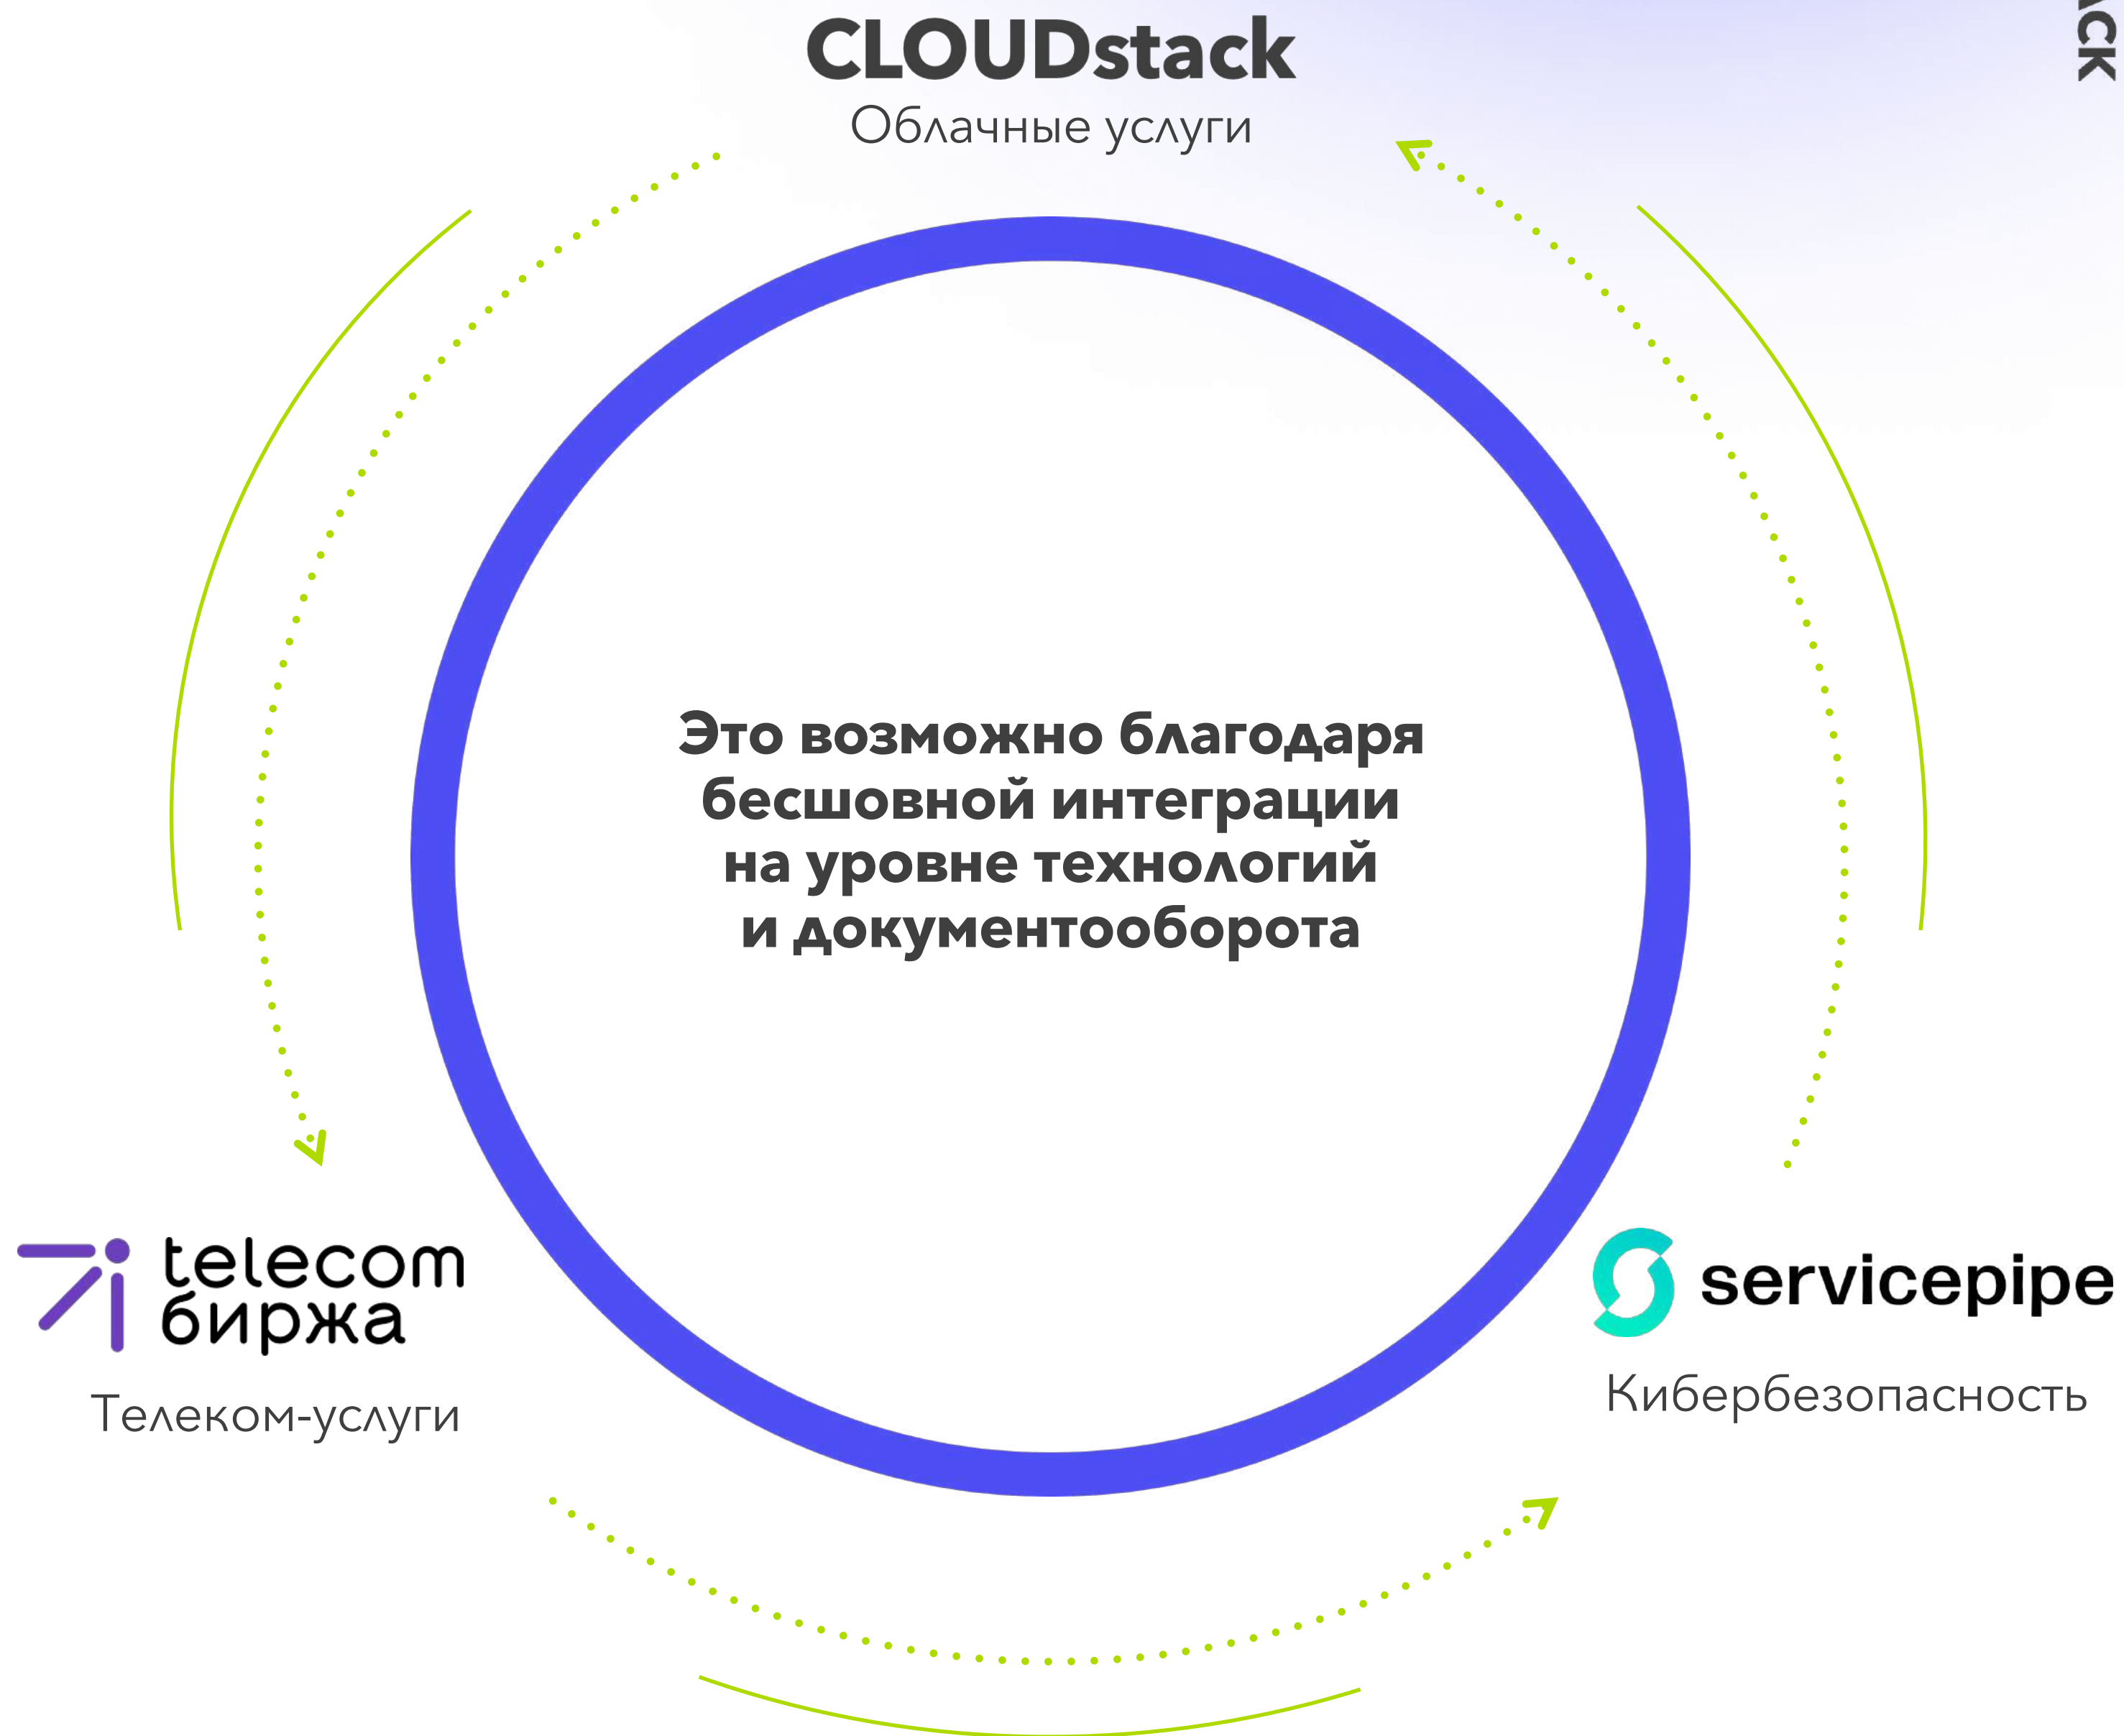 CLOUDstack
Облачные услуги
Это возможно благодаря
бесшовной интеграции
на уровне технологий
и документооборота
telecom
биржа
Телеком-услуги
servicepipe
Кибербезопасность